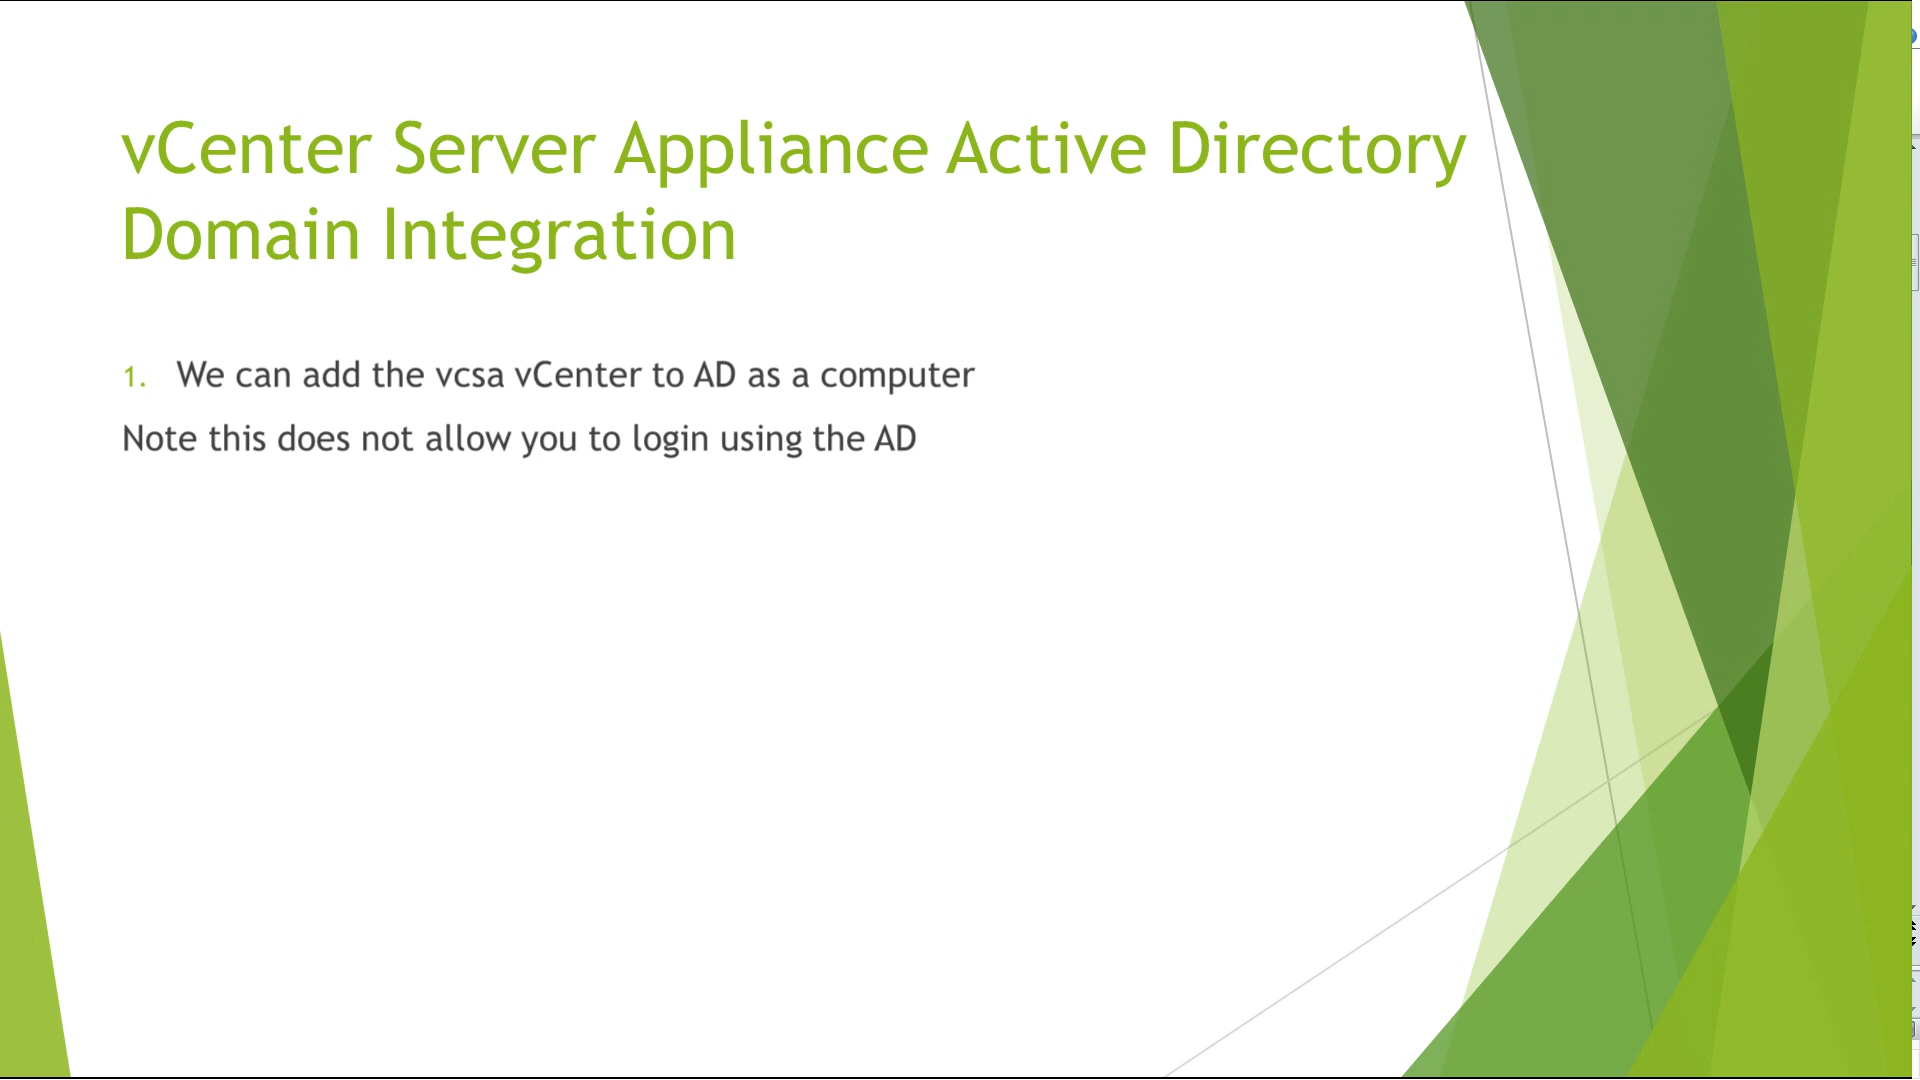 vCenter Server Appliance Active Directory
Domain Integration
1. We can add the vcsa vCenter to AD as a computer
Note this does not allow you to login using the AD